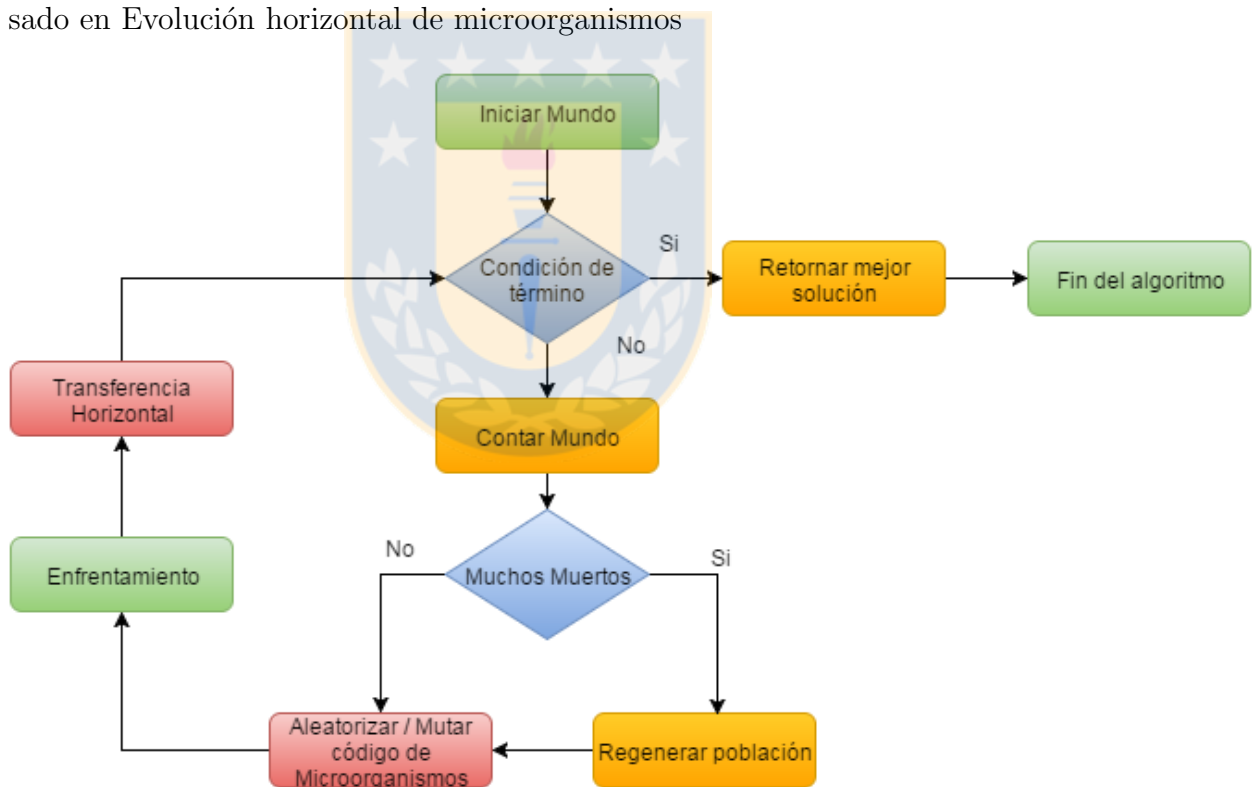 sado en Evolución horizontal de microorganismos
Iniciar Mundo
Condición de
término
Si
Retornar mejor
solución
Fin del algoritmo
No
Transferencia
Horizontal
Contar Mundo
No
Muchos Muertos
Si
Enfrentamiento
Aleatorizar / Mutar
código de
Microorganismos
Regenerar población